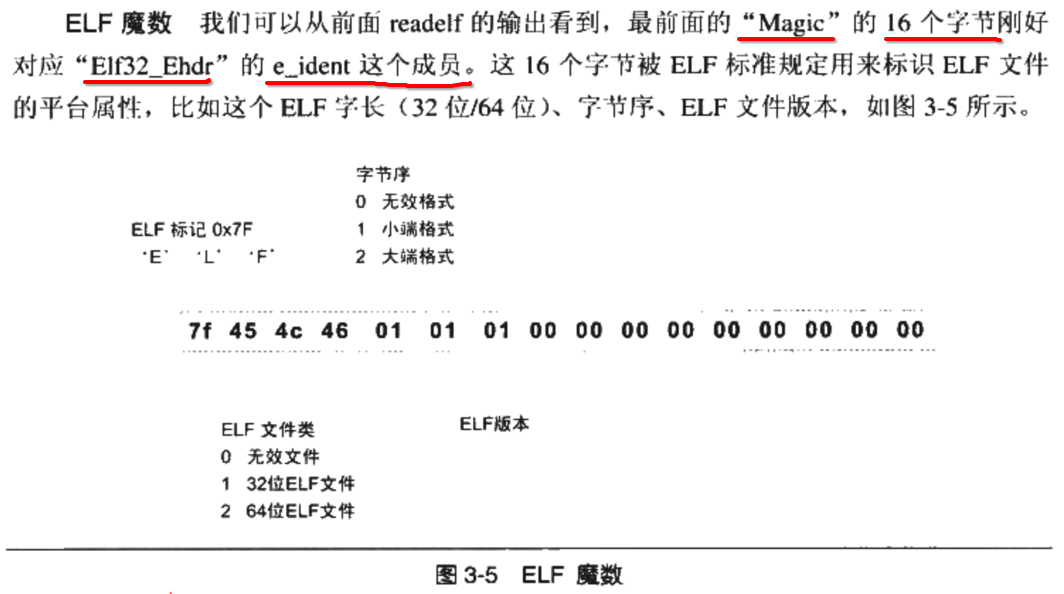 ELF 魔数 我们可以从前面 readelf 的输出看到，最前面的“Magic”的 16 个字节刚好
对应“Elf32_Ehdr”的 e_ident 这个成员。这 16 个字节被 ELF 标准规定用来标识 ELF 文件
的平台属性，比如这个 ELF 字长（32 位/64 位）、字节序、ELF 文件版本，如图 3-5 所示。
字节序
0 无效格式
ELF 标记 0x7F
1 小端格式
'E' 'L' 'F'
2 大端格式
7f 45 4c 46 01 01 01 00 00 00 00 00 00 00 00 00
ELF 文件类
ELF版本
0 无效文件
1 32位ELF文件
2 64位ELF文件
图 3-5 ELF 魔数